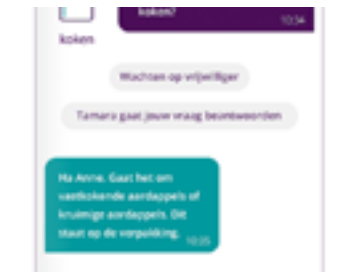 koken?
10:34
koken
Wachten op vrijwilliger
Tamara gaat jouw vraag beantwoorden
Ha Anne. Gaat het om
vastkokende aardappels of
kruimige aardappels. Dit
staat op de verpakking.
10:35